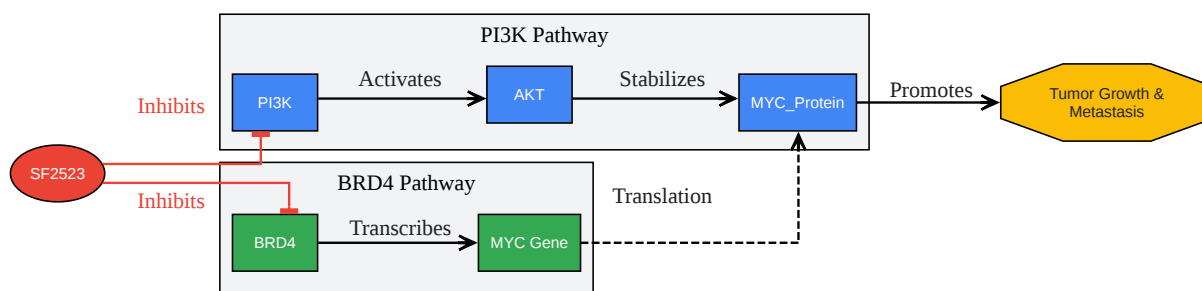 PI3K Pathway
Activates
Stabilizes
Inhibits
PI3K
AKT
MYC_Protein
Promotes
Tumor Growth &
Metastasis
SF2523
Inhibits
BRD4 Pathway
Translation
Transcribes
BRD4
MYC Gene